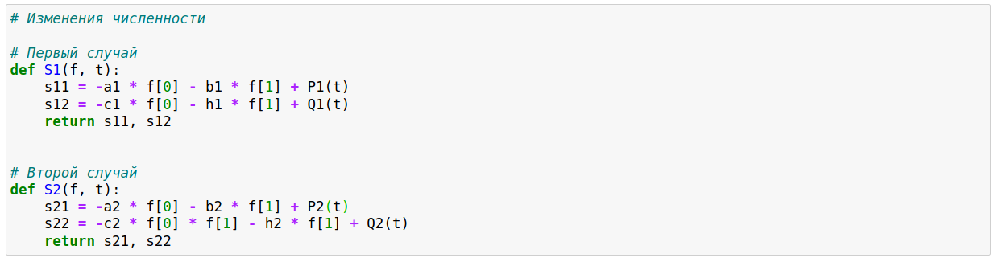 # Изменения численности
# Первый случай
def S1(f, t):
    s11 = -a1 * f[0] - b1 * f[1] + P1(t)
    s12 = -c1 * f[0] - h1 * f[1] + Q1(t)
    return s11, s12
# Второй случай
def S2(f, t):
    s21 = -a2 * f[0] - b2 * f[1] + P2(t)
    s22 = -c2 * f[0] * f[1] - h2 * f[1] + Q2(t)
    return s21, s22